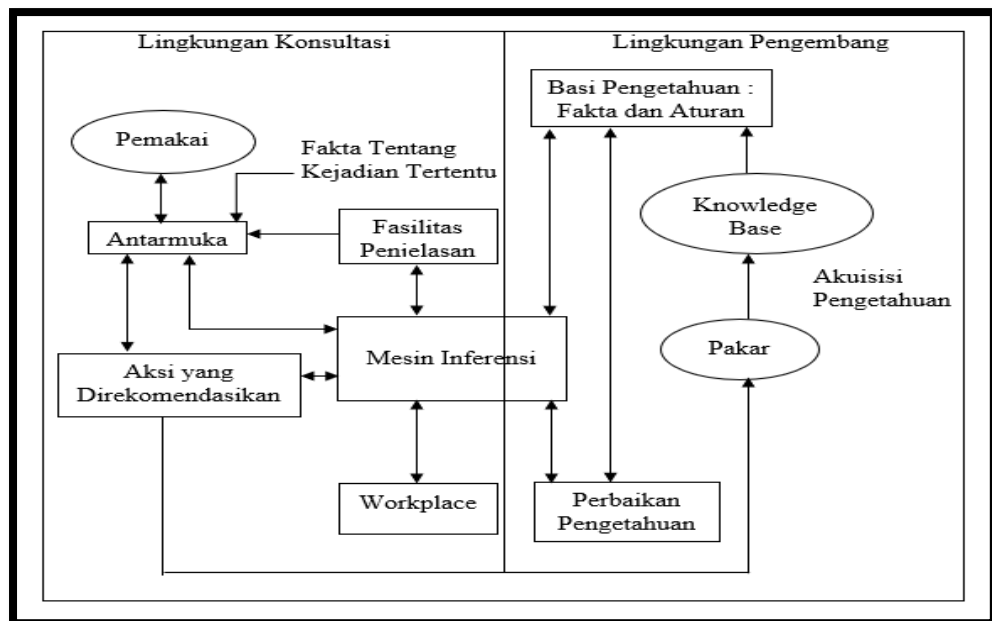 Lingkungan Konsultasi
Lingkungan Pengembang
Pemakai
Fakta Tentang
Kejadian Tertentu
Antarmuka
Fasilitas
Penielasan
Mesin Inferensi
Aksi yang
Direkomendasikan
Workplace
Basi Pengetahuan :
Fakta dan Aturan
Knowledge
Base
Akuisisi
Pengetahuan
Pakar
Perbaikan
Pengetahuan